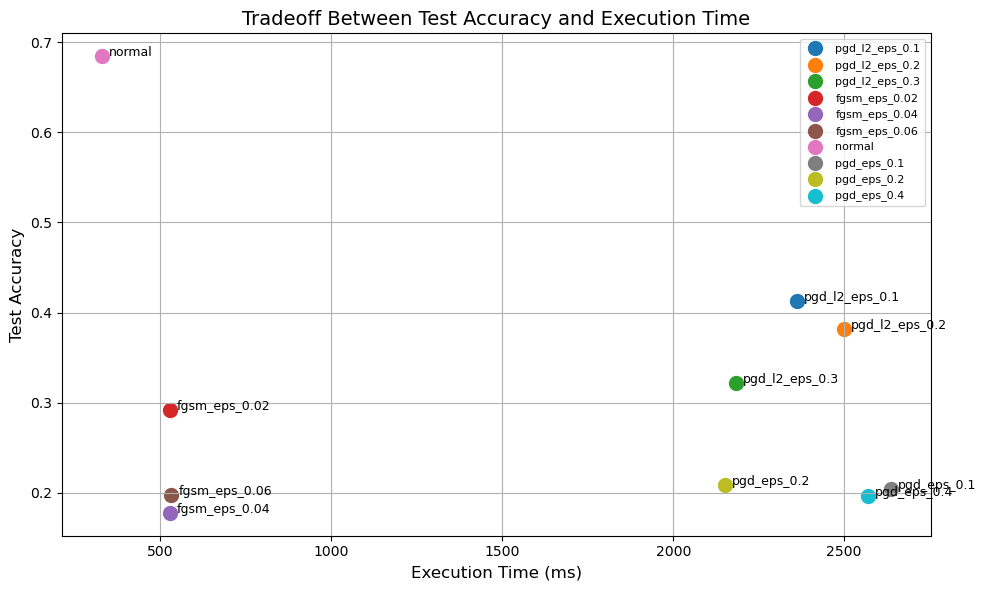 Tradeoff Between Test Accuracy and Execution Time
Test Accuracy
0.7
0.6
0.5
0.4
0.3
0.2
normal
pgd_l2_eps_0.1
pgd_l2_eps_0.2
pgd_l2_eps_0.3
fgsm_eps_0.02
fgsm_eps_0.04
fgsm_eps_0.06
normal
pgd_eps_0.1
pgd_eps_0.2
pgd_eps_0.4
pgd_l2_eps_0.1
pgd_l2_eps_0.2
pgd_l2_eps_0.3
fgsm_eps_0.02
fgsm_eps_0.06
fgsm_eps_0.04
pgd_eps_0.2
pgd_eps_0.1
pgd_eps_0.4
500
1000
1500
2000
2500
Execution Time (ms)